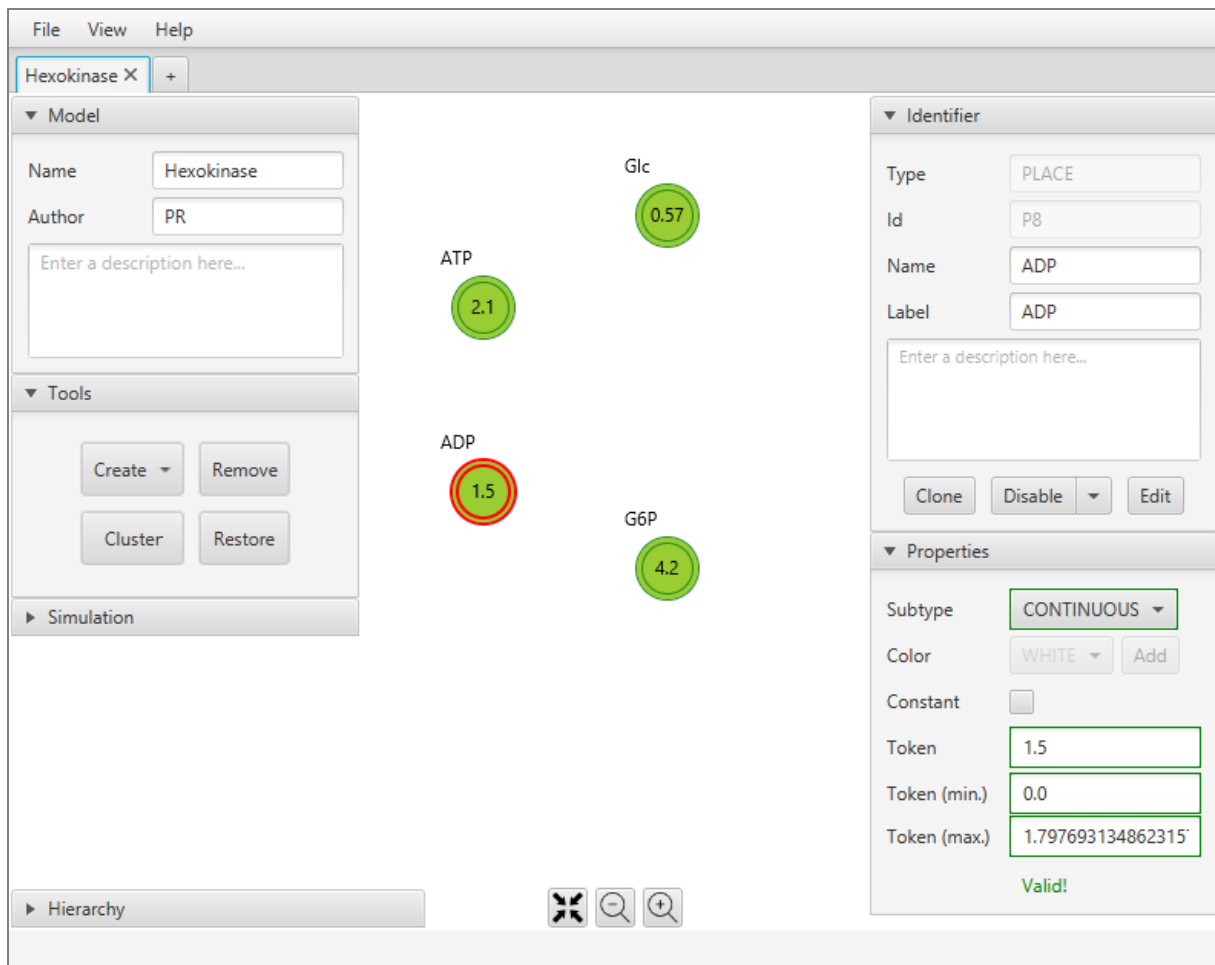 File View Help
Hexokinase ✕ +
Model
Name Hexokinase
Author PR
Enter a description here...
Tools
Create Remove
Cluster Restore
Simulation
Hierarchy
Glc
0.57
ATP
2.1
ADP
1.5
G6P
4.2
Identifier
Type PLACE
Id P8
Name ADP
Label ADP
Enter a description here...
Clone Disable Edit
Properties
Subtype CONTINUOUS
Color WHITE Add
Constant
Token 1.5
Token (min.) 0.0
Token (max.) 1.797693134862315
Valid!